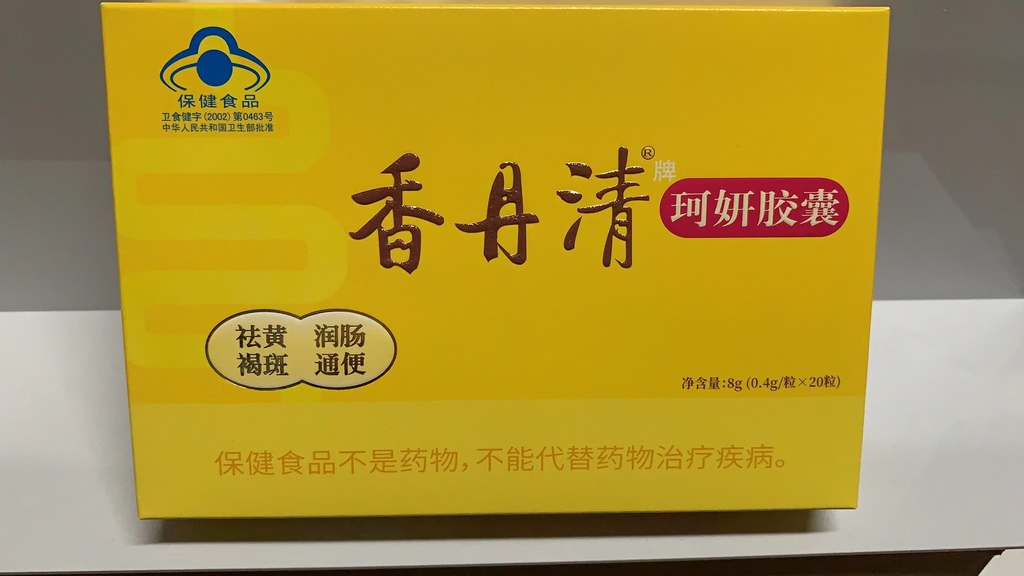 保健食品
卫食健字(2002)第0463号
中华人民共和国卫生部批准
香丹清®牌
珂妍胶囊
祛黄 润肠
褐斑 通便
净含量:8g (0.4g/粒×20粒)
保健食品不是药物,不能代替药物治疗疾病。